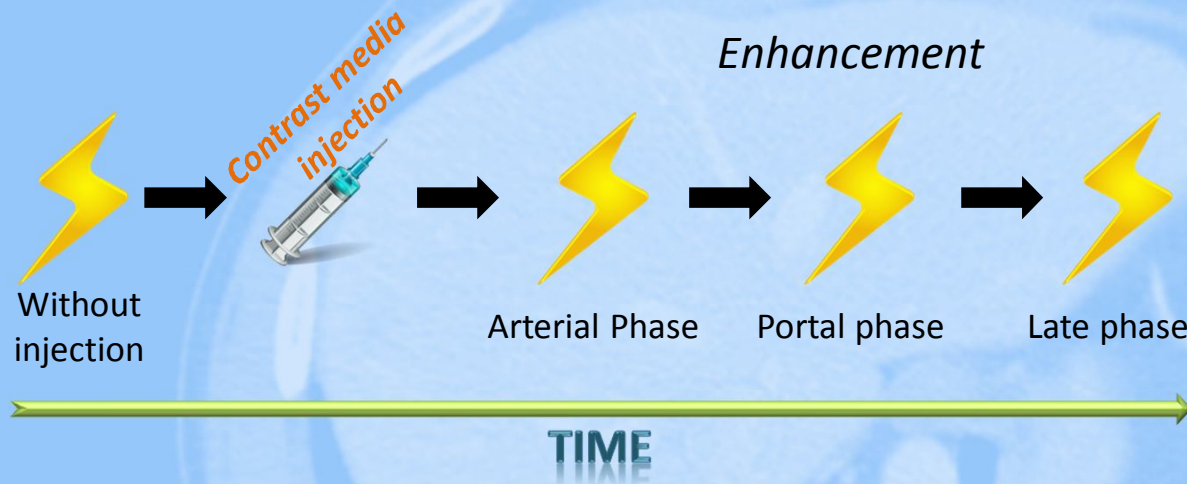 Enhancement
Contrast media
injection
Without
injection
Arterial Phase
Portal phase
Late phase
TIME